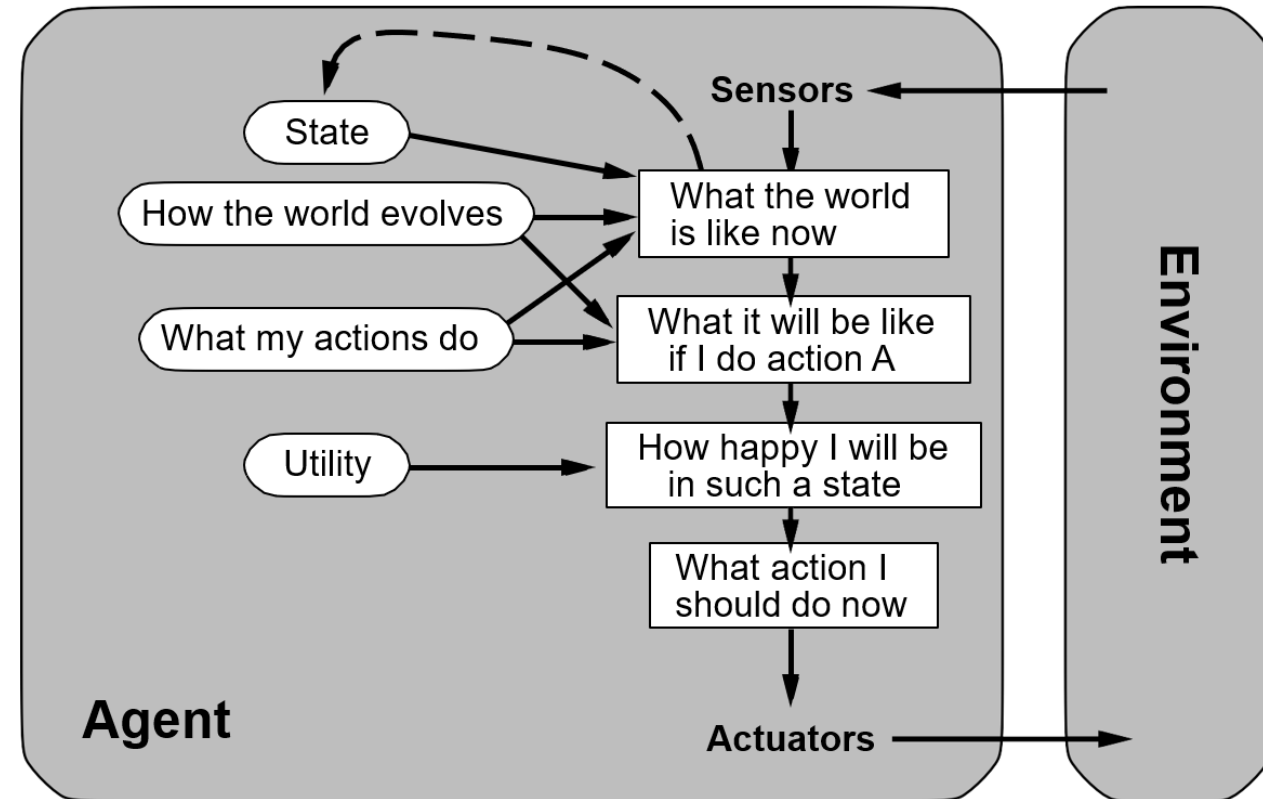 Sensors
State
What the world
is like now
How the world evolves
What it will be like
if I do action A
What my actions do
How happy I will be
in such a state
Utility
What action I
should do now
Agent
Actuators
Environment